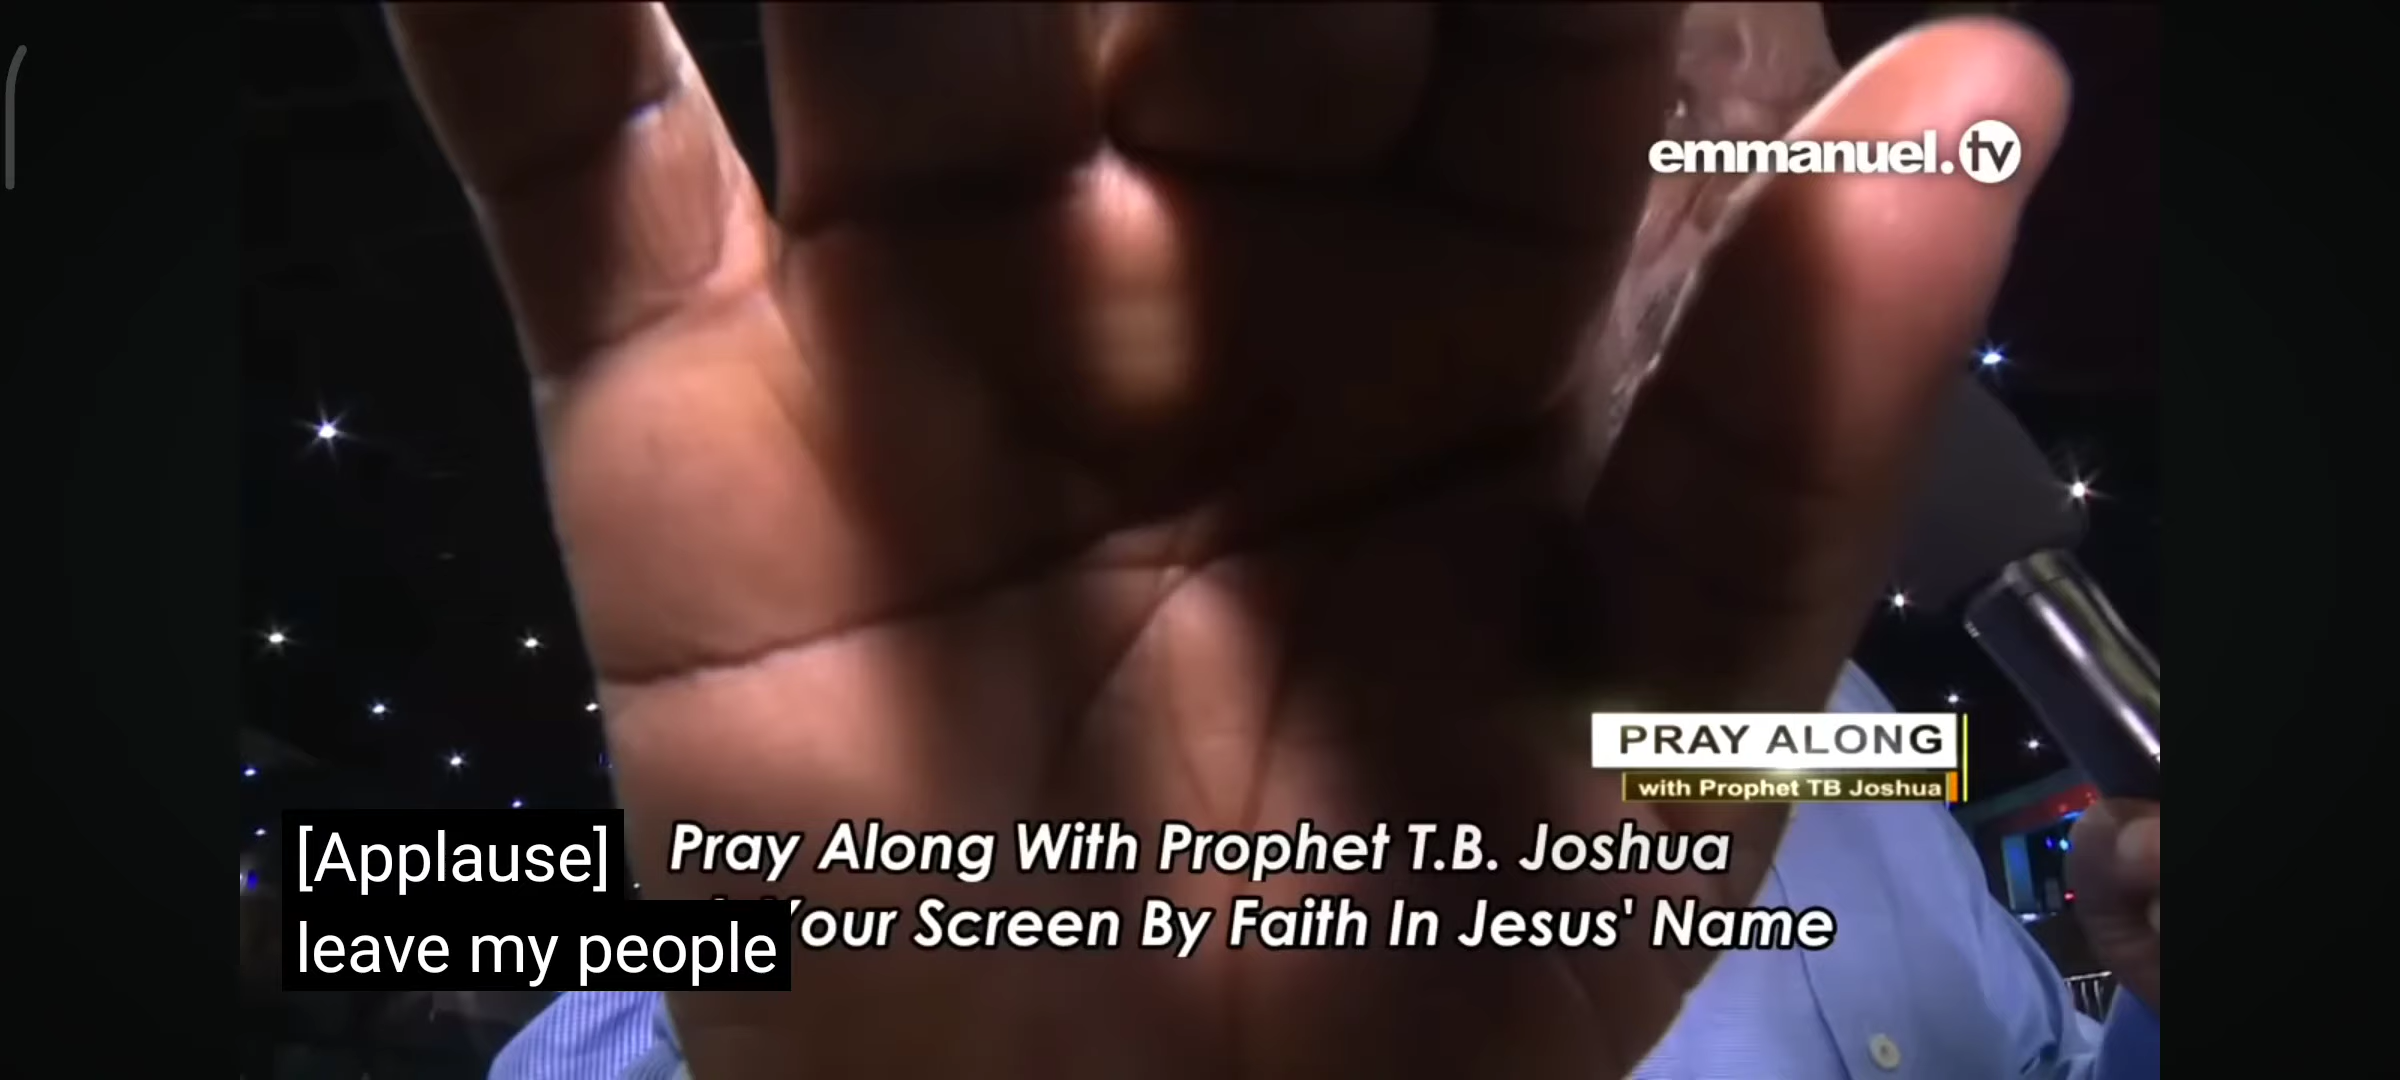 emmanuel.tv
PRAY ALONG
with Prophet TB Joshua
Pray Along With Prophet T.B. Joshua
Your Screen By Faith In Jesus' Name
[Applause]
leave my people